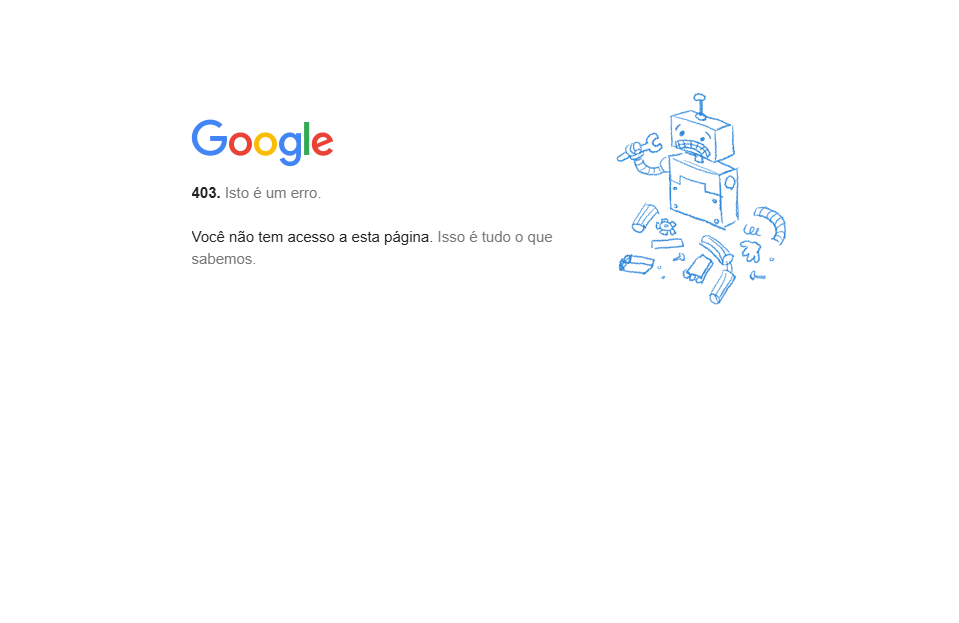 Google
403. Isto é um erro.
Você não tem acesso a esta página. Isso é tudo o que
sabemos.